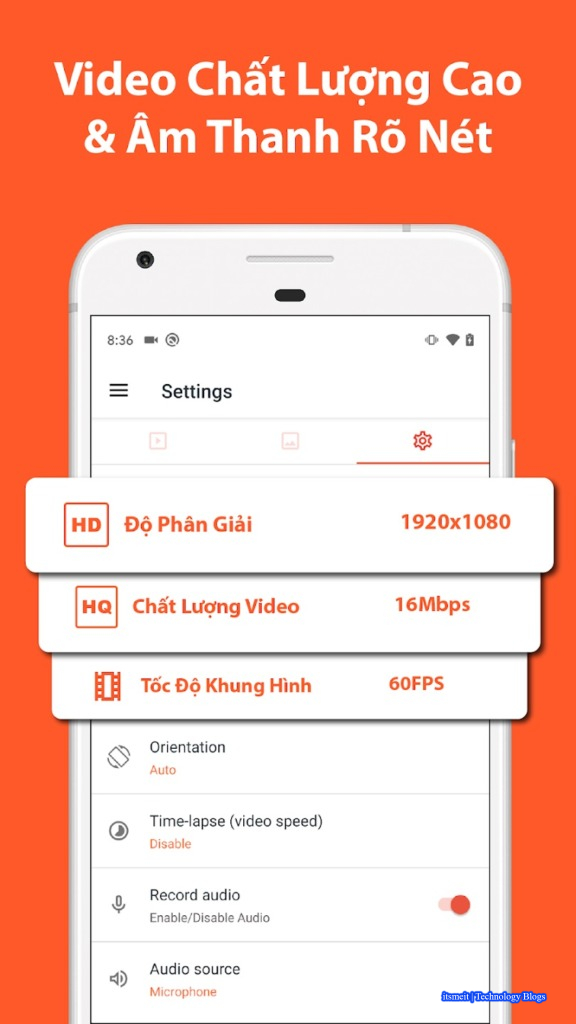 Video Chất Lượng Cao
& Âm Thanh Rõ Nét
8:36
Settings
HD Độ Phân Giải 1920x1080
HQ Chất Lượng Video 16Mbps
Tốc Độ Khung Hình 60FPS
Orientation
Auto
Time-lapse (video speed)
Disable
Record audio
Enable/Disable Audio
Audio source
Microphone
itsmeit | Technology Blogs